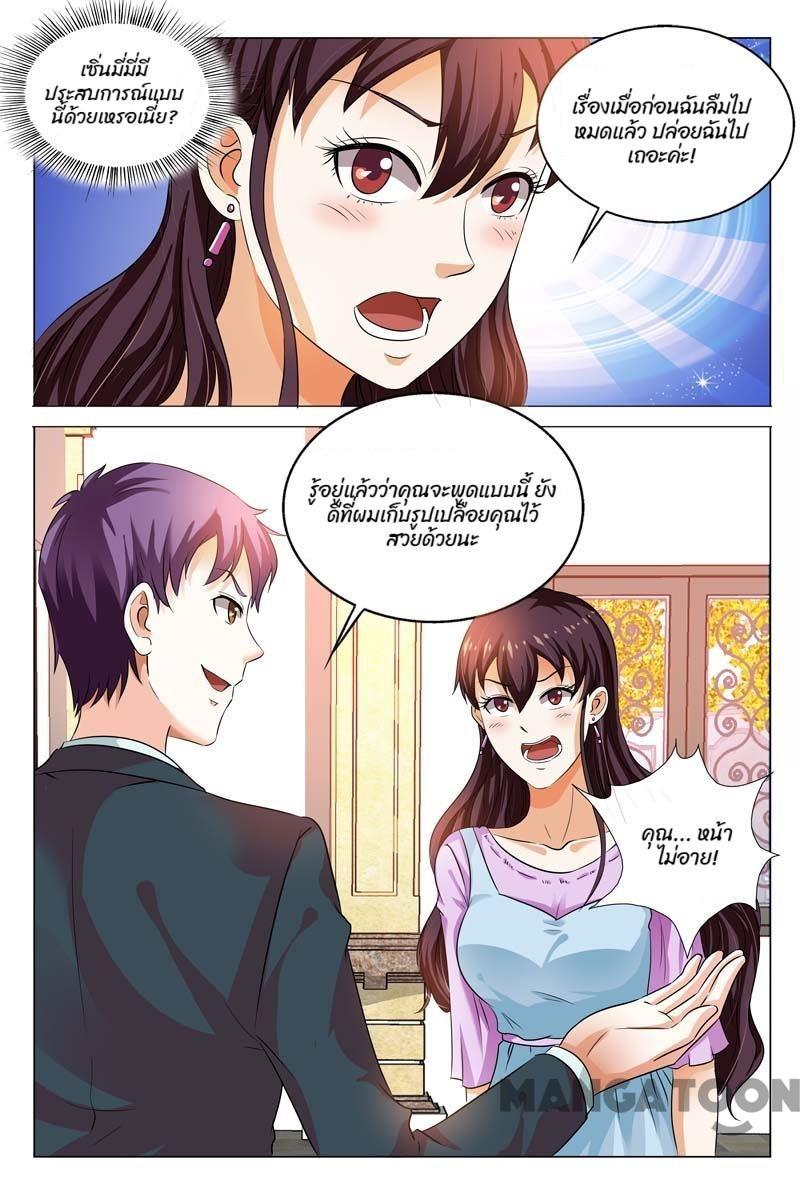 เซิ่นมี่มี่มี
ประสบการณ์แบบ
นี้ด้วยเหรอเนี่ย?
เรื่องเมื่อก่อนฉันลืมไป
หมดแล้ว ปล่อยฉันไป
เถอะค่ะ!
รู้อยู่แล้วว่าคุณจะพูดแบบนี้ ยัง
ดีที่ผมเก็บรูปเปลือยคุณไว้
สวยด้วยนะ
คุณ... หน้า
ไม่อาย!
MANGATOON